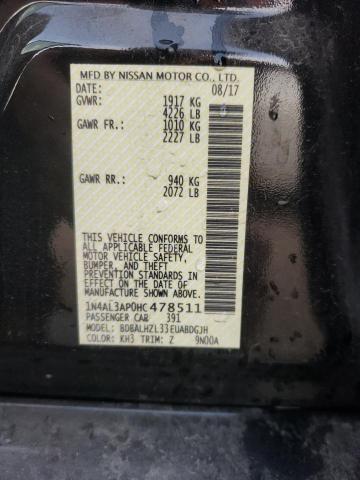 MFD BY NISSAN MOTOR CO., LTD.
DATE: 08/17
GVWR: 1917 KG
4226 LB
GAWR FR.: 1010 KG
2227 LB
GAWR RR.: 940 KG
2072 LB
THIS VEHICLE CONFORMS TO
ALL APPLICABLE FEDERAL
MOTOR VEHICLE SAFETY,
BUMPER, AND THEFT
PREVENTION STANDARDS
IN EFFECT ON THE DATE
OF MANUFACTURE SHOWN
ABOVE.
1N4AL3AP0HC478511
PASSENGER CAR 391
MODEL: BDBALHZL33EUABDGJH
COLOR: KH3 TRIM: Z 9N00A